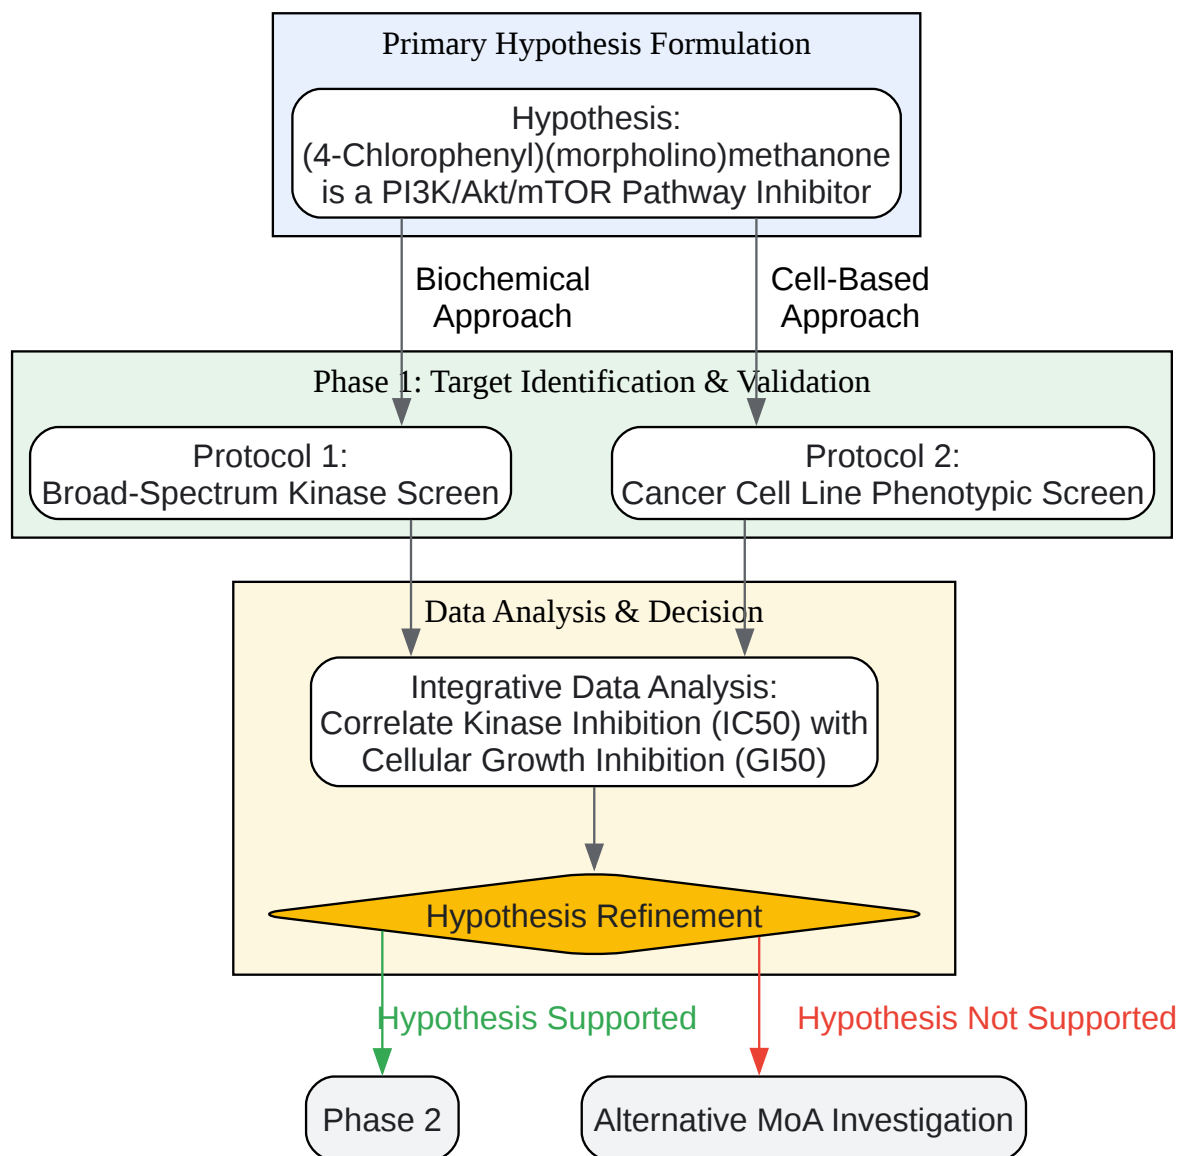 Primary Hypothesis Formulation
Hypothesis:
(4-Chlorophenyl)(morpholino)methanone
is a PI3K/Akt/mTOR Pathway Inhibitor
Biochemical
Approach
Cell-Based
Approach
Phase 1: Target Identification & Validation
Protocol 1:
Broad-Spectrum Kinase Screen
Protocol 2:
Cancer Cell Line Phenotypic Screen
Data Analysis & Decision
Integrative Data Analysis:
Correlate Kinase Inhibition (IC50) with
Cellular Growth Inhibition (GI50)
Hypothesis Refinement
Hypothesis Supported
Hypothesis Not Supported
Phase 2
Alternative MoA Investigation